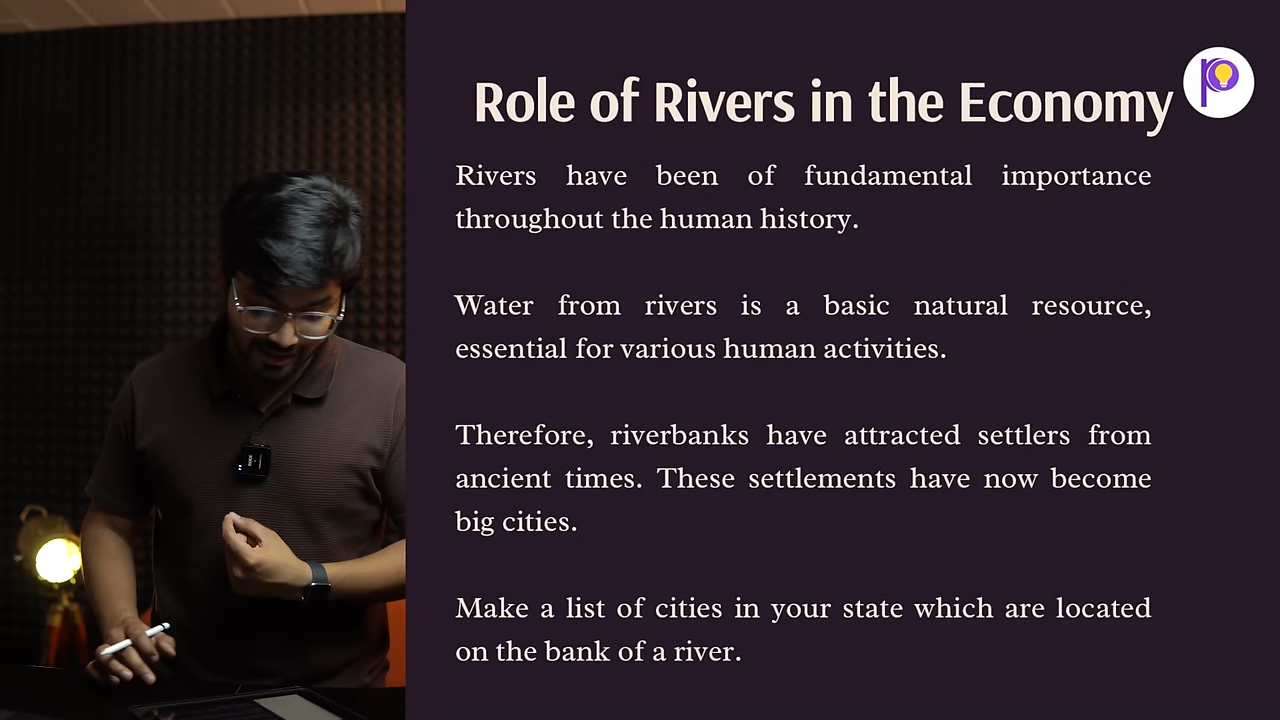 Role of Rivers in the Economy
Rivers have been of fundamental importance
throughout the human history.
Water from rivers is a basic natural resource,
essential for various human activities.
Therefore, riverbanks have attracted settlers from
ancient times. These settlements have now become
big cities.
Make a list of cities in your state which are located
on the bank of a river.